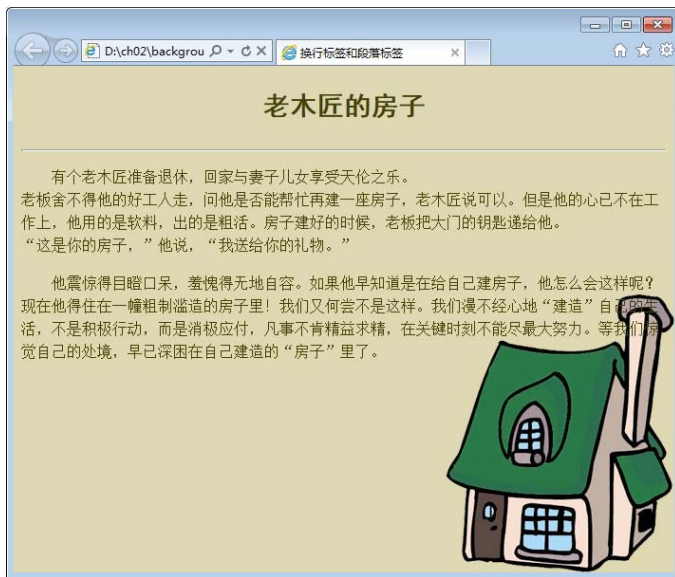 D:\ch02\backgrou
换行标签和段落标签
老木匠的房子
有个老木匠准备退休，回家与妻子儿女享受天伦之乐。
老板舍不得他的好工人走，问他是否能帮忙再建一座房子，老木匠说可以。但是他的心已不在工
作上，他用的是软料，出的是粗活。房子建好的时候，老板把大门的钥匙递给他。
“这是你的房子，”他说，“我送给你的礼物。”
他震惊得目瞪口呆，羞愧得无地自容。如果他早知道是在给自己建房子，他怎么会这样呢？
现在他得住在一幢粗制滥造的房子里！我们又何尝不是这样。我们漫不经心地“建造”自己的生
活，不是积极行动，而是消极应付，凡事不肯精益求精，在关键时刻不能尽最大努力。等我们惊
觉自己的处境，早已深困在自己建造的“房子”里了。